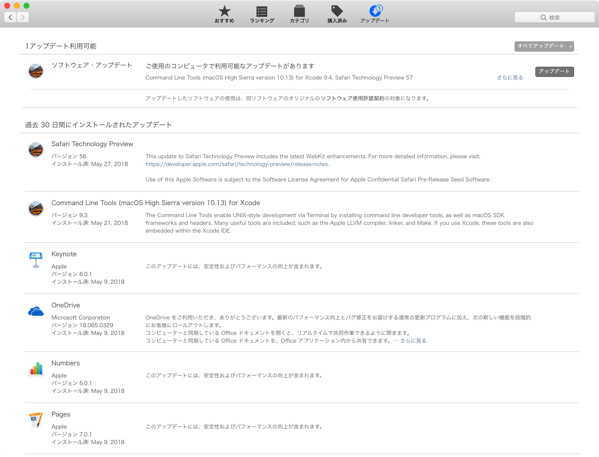 おすすめ
ランキング
カテゴリ
購入済み
アップデート
検索
1アップデート利用可能
すべてアップデート
ソフトウェア・アップデート
ご使用のコンピュータで利用可能なアップデートがあります
Command Line Tools (macOS High Sierra version 10.13) for Xcode 9.4, Safari Technology Preview 57
さらに見る
アップデート
アップデートしたソフトウェアの使用は、同ソフトウェアのオリジナルのソフトウェア使用許諾契約の対象になります。
過去 30 日間にインストールされたアップデート
Safari Technology Preview
バージョン 56
インストール済: May 27, 2018
This update to Safari Technology Preview includes the latest WebKit enhancements. For more detailed information, please visit:
https://developer.apple.com/safari/technology-preview/release-notes.
Use of this Apple Software is subject to the Software License Agreement for Apple Confidential Safari Pre-Release Seed Software.
Command Line Tools (macOS High Sierra version 10.13) for Xcode
バージョン 9.3
インストール済: May 21, 2018
The Command Line Tools enable UNIX-style development via Terminal by installing command line developer tools, as well as macOS SDK
frameworks and headers. Many useful tools are included, such as the Apple LLVM compiler, linker, and Make. If you use Xcode, these tools are also
embedded within the Xcode IDE.
Keynote
Apple
バージョン 8.0.1
インストール済: May 9, 2018
このアップデートには、安定性およびパフォーマンスの向上が含まれます。
OneDrive
Microsoft Corporation
バージョン 18.065.0329
インストール済: May 9, 2018
OneDrive をご利用いただき、ありがとうございます。最新のパフォーマンス向上とバグ修正をお届けする通常の更新プログラムに加え、次の新しい機能を段階的
にお客様にロールアウトします。
コンピューターと同期している Office ドキュメントを開くと、リアルタイムで共同作業できるように開きます。
コンピューターと同期している Office ドキュメントを、Office アプリケーション内から共有できます。… さらに見る
Numbers
Apple
バージョン 5.0.1
インストール済: May 9, 2018
このアップデートには、安定性およびパフォーマンスの向上が含まれます。
Pages
Apple
バージョン 7.0.1
インストール済: May 9, 2018
このアップデートには、安定性およびパフォーマンスの向上が含まれます。